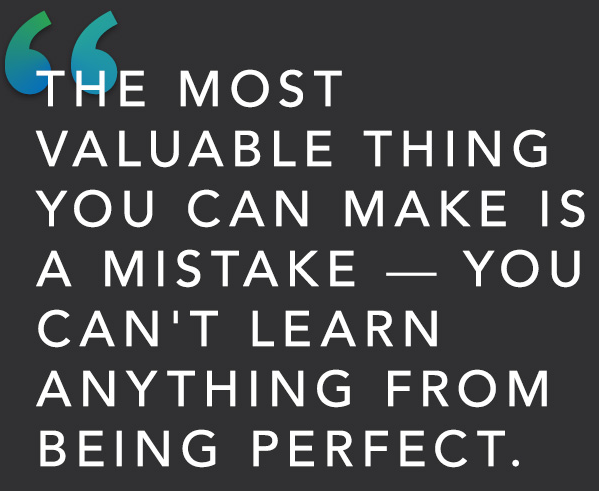 “
THE MOST
VALUABLE THING
YOU CAN MAKE IS
A MISTAKE — YOU
CAN'T LEARN
ANYTHING FROM
BEING PERFECT.